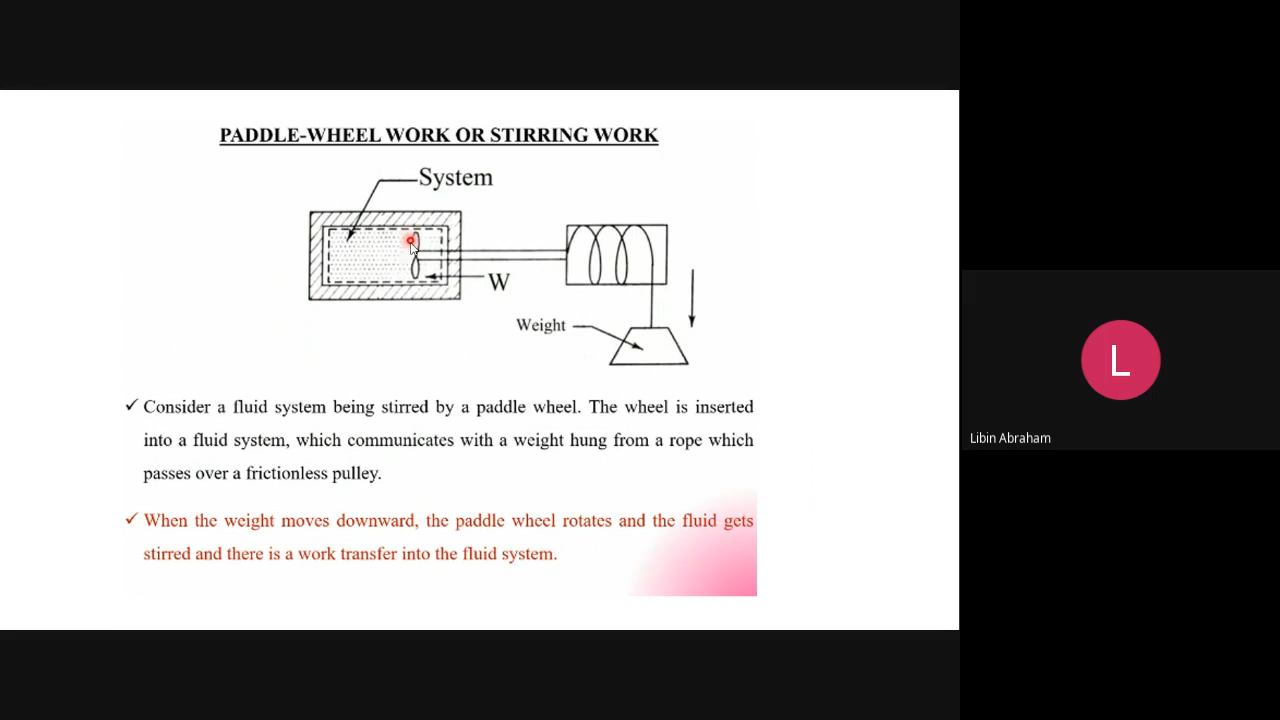 PADDLE-WHEEL WORK OR STIRRING WORK
System
W
Weight
✓ Consider a fluid system being stirred by a paddle wheel. The wheel is inserted
into a fluid system, which communicates with a weight hung from a rope which
passes over a frictionless pulley.
✓ When the weight moves downward, the paddle wheel rotates and the fluid gets
stirred and there is a work transfer into the fluid system.
L
Libin Abraham